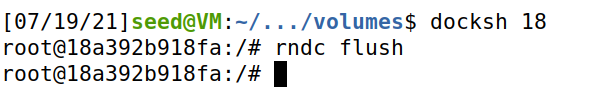 [07/19/21]seed@VM:~/.../volumes$ docksh 18
root@18a392b918fa:/# rndc flush
root@18a392b918fa:/#